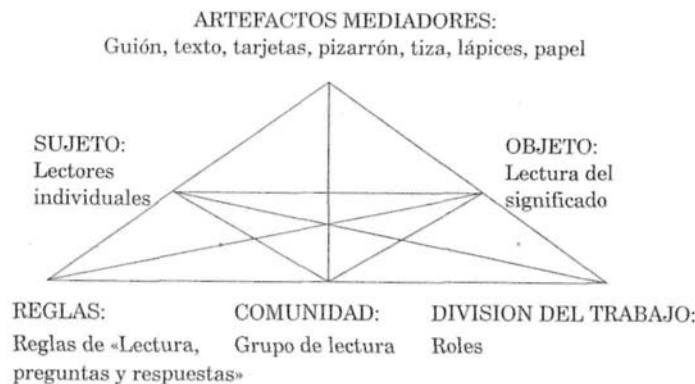 ARTEFACTOS MEDIADORES:
Guión, texto, tarjetas, pizarrón, tiza, lápices, papel
SUJETO:
Lectores
individuales
OBJETO:
Lectura del
significado
REGLAS:
Reglas de «Lectura,
preguntas y respuestas»
COMUNIDAD:
Grupo de lectura
DIVISION DEL TRABAJO:
Roles